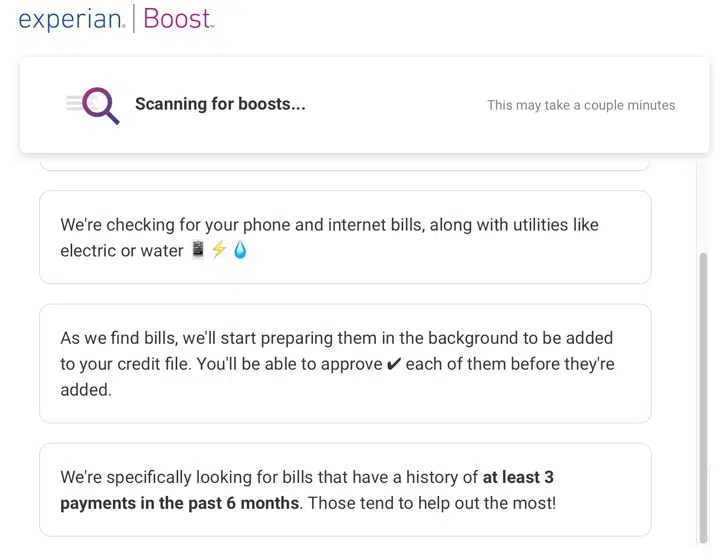 experian. | Boost™
Scanning for boosts...
This may take a couple minutes
We're checking for your phone and internet bills, along with utilities like
electric or water 📱⚡💧
As we find bills, we'll start preparing them in the background to be added
to your credit file. You'll be able to approve ✔ each of them before they're
added.
We're specifically looking for bills that have a history of at least 3
payments in the past 6 months. Those tend to help out the most!